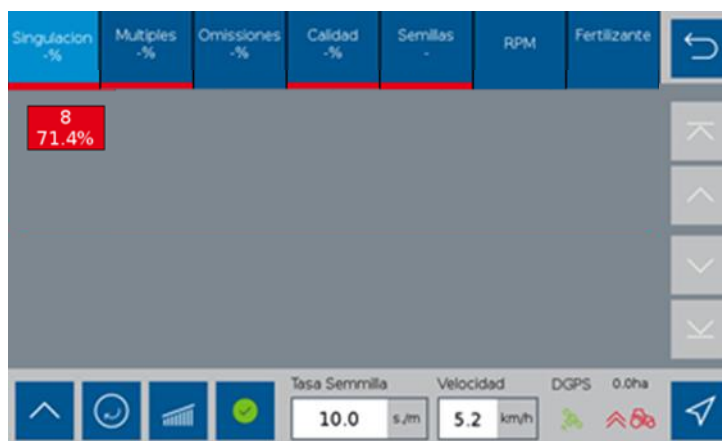 Singulacion
-%
Multiples
-%
Omissiones
-%
Calidad
-%
Semillas
-
RPM
Fertilizante
8
71.4%
Tasa Semmilla
10.0 s./m
Velocidad
5.2 km/h
DGPS
0.0ha